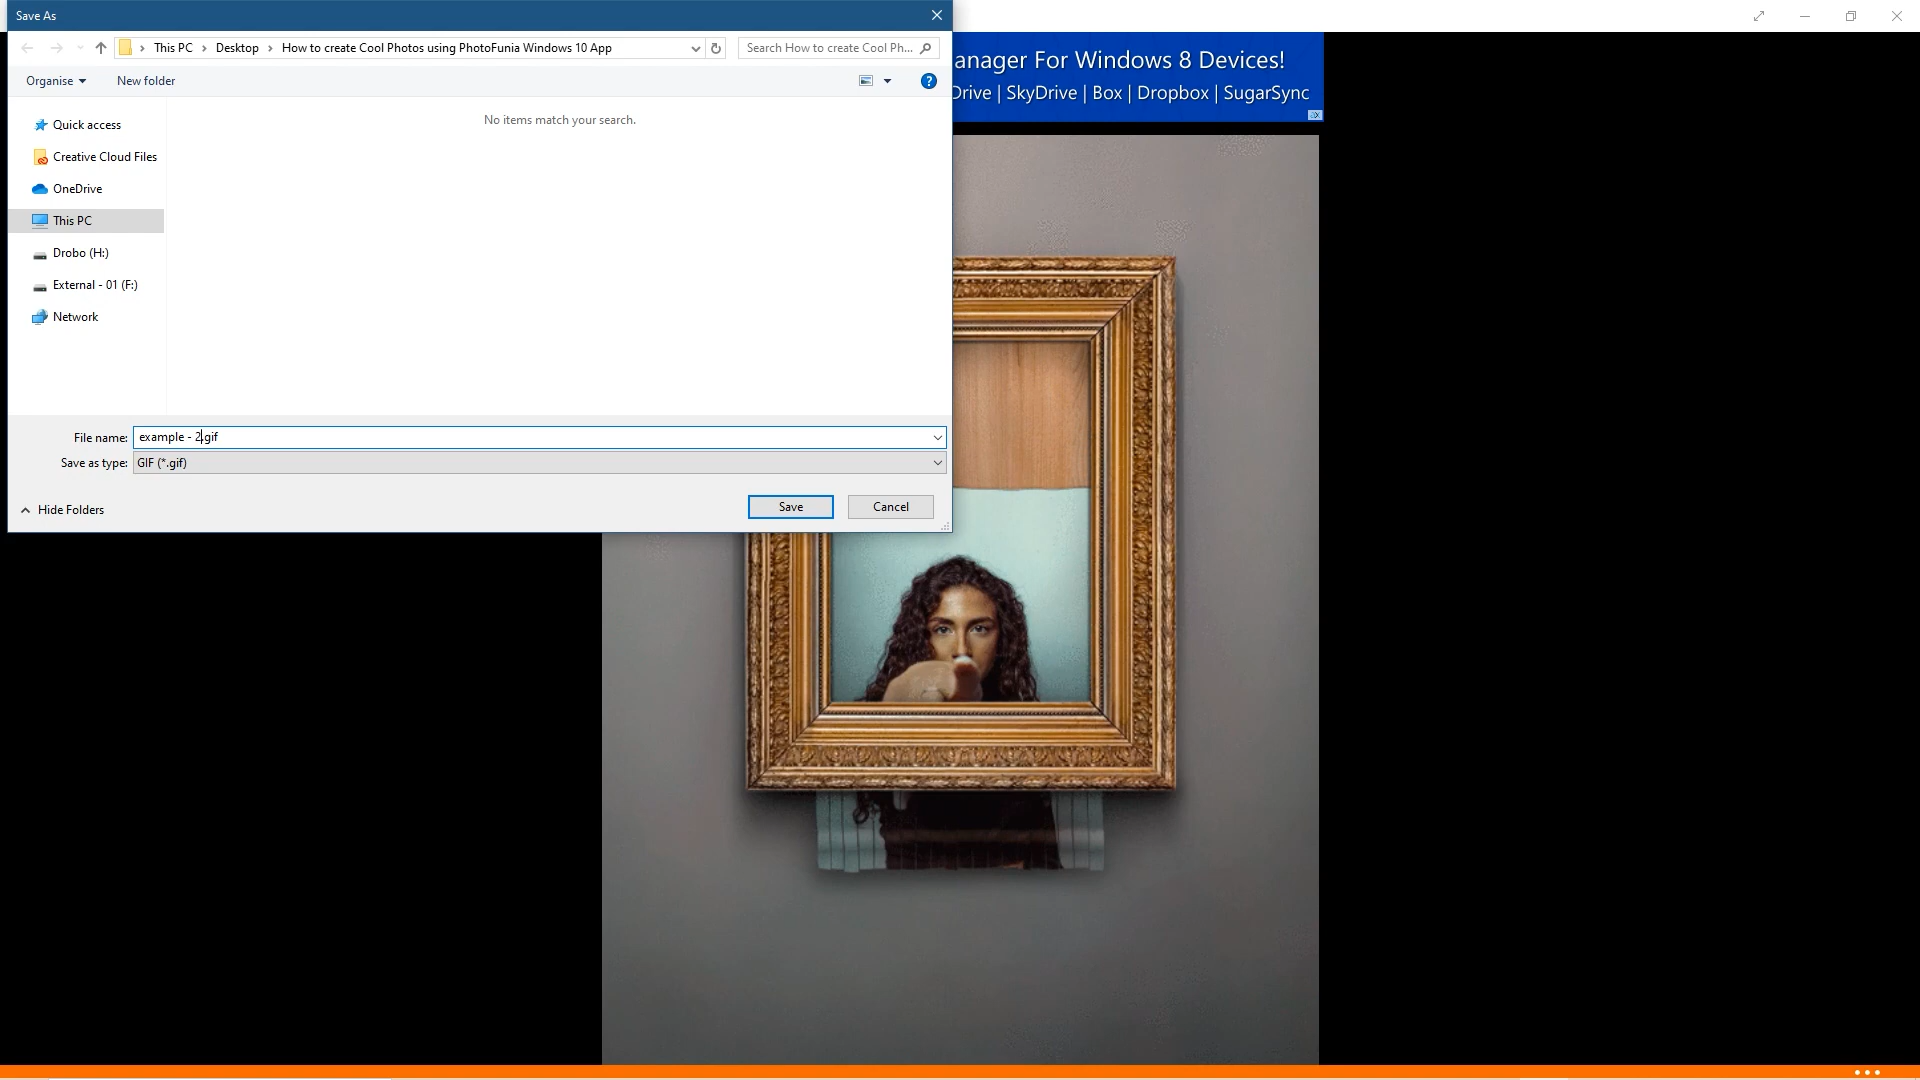 Save As
This PC > Desktop > How to create Cool Photos using PhotoFunia Windows 10 App
Search How to create Cool Ph...
Organise
New folder
Quick access
Creative Cloud Files
OneDrive
This PC
Drobo (H:)
External - 01 (F:)
Network
No items match your search.
File name: example - 2.gif
Save as type: GIF (*.gif)
Hide Folders
Save
Cancel
anager For Windows 8 Devices!
Drive | SkyDrive | Box | Dropbox | SugarSync